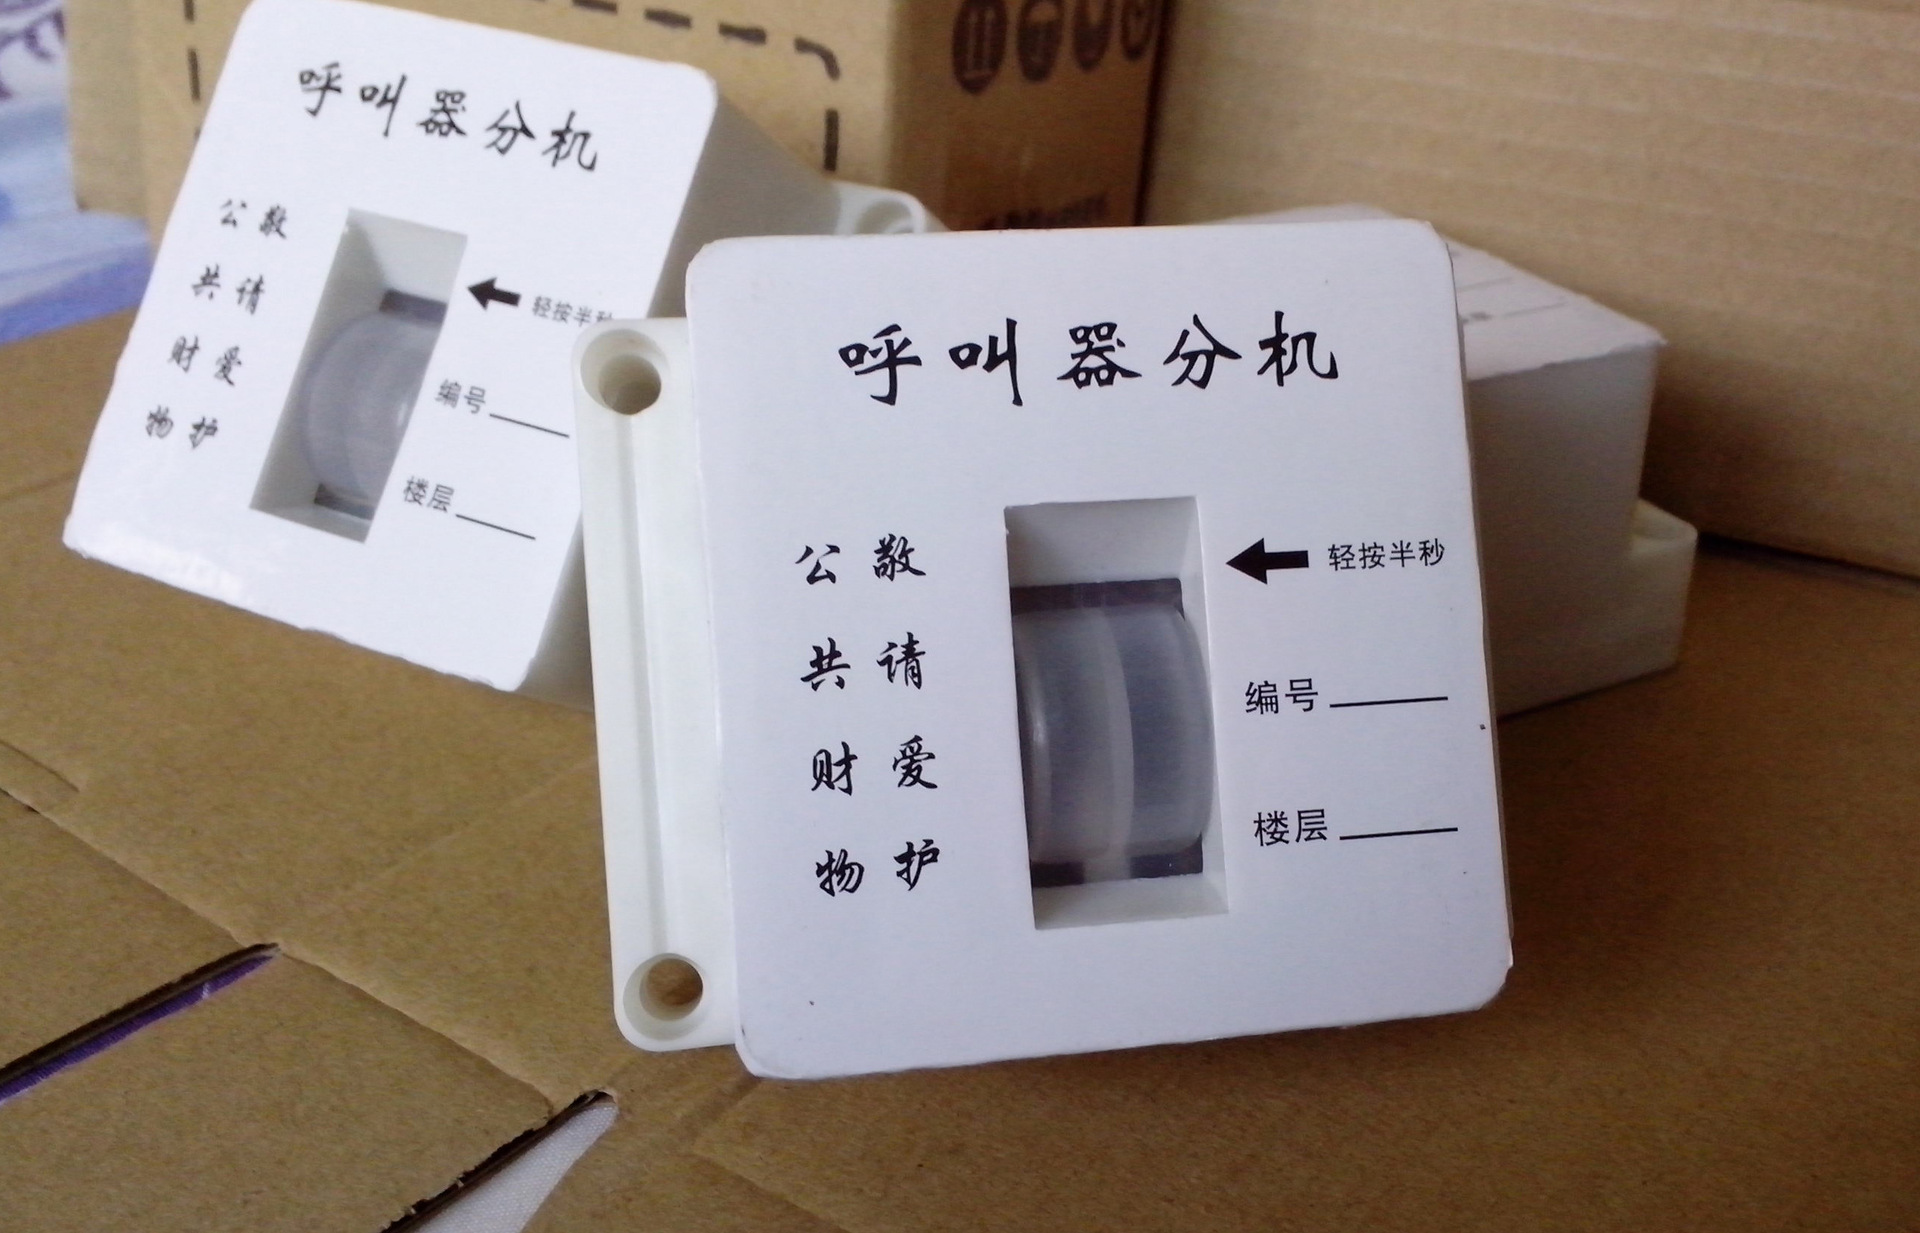 呼叫器分机
公 敬
共 请
财 爱
物 护
轻按半秒
编号
楼层
呼叫器分机
公 敬
共 请
财 爱
物 护
轻按半秒
编号
楼层